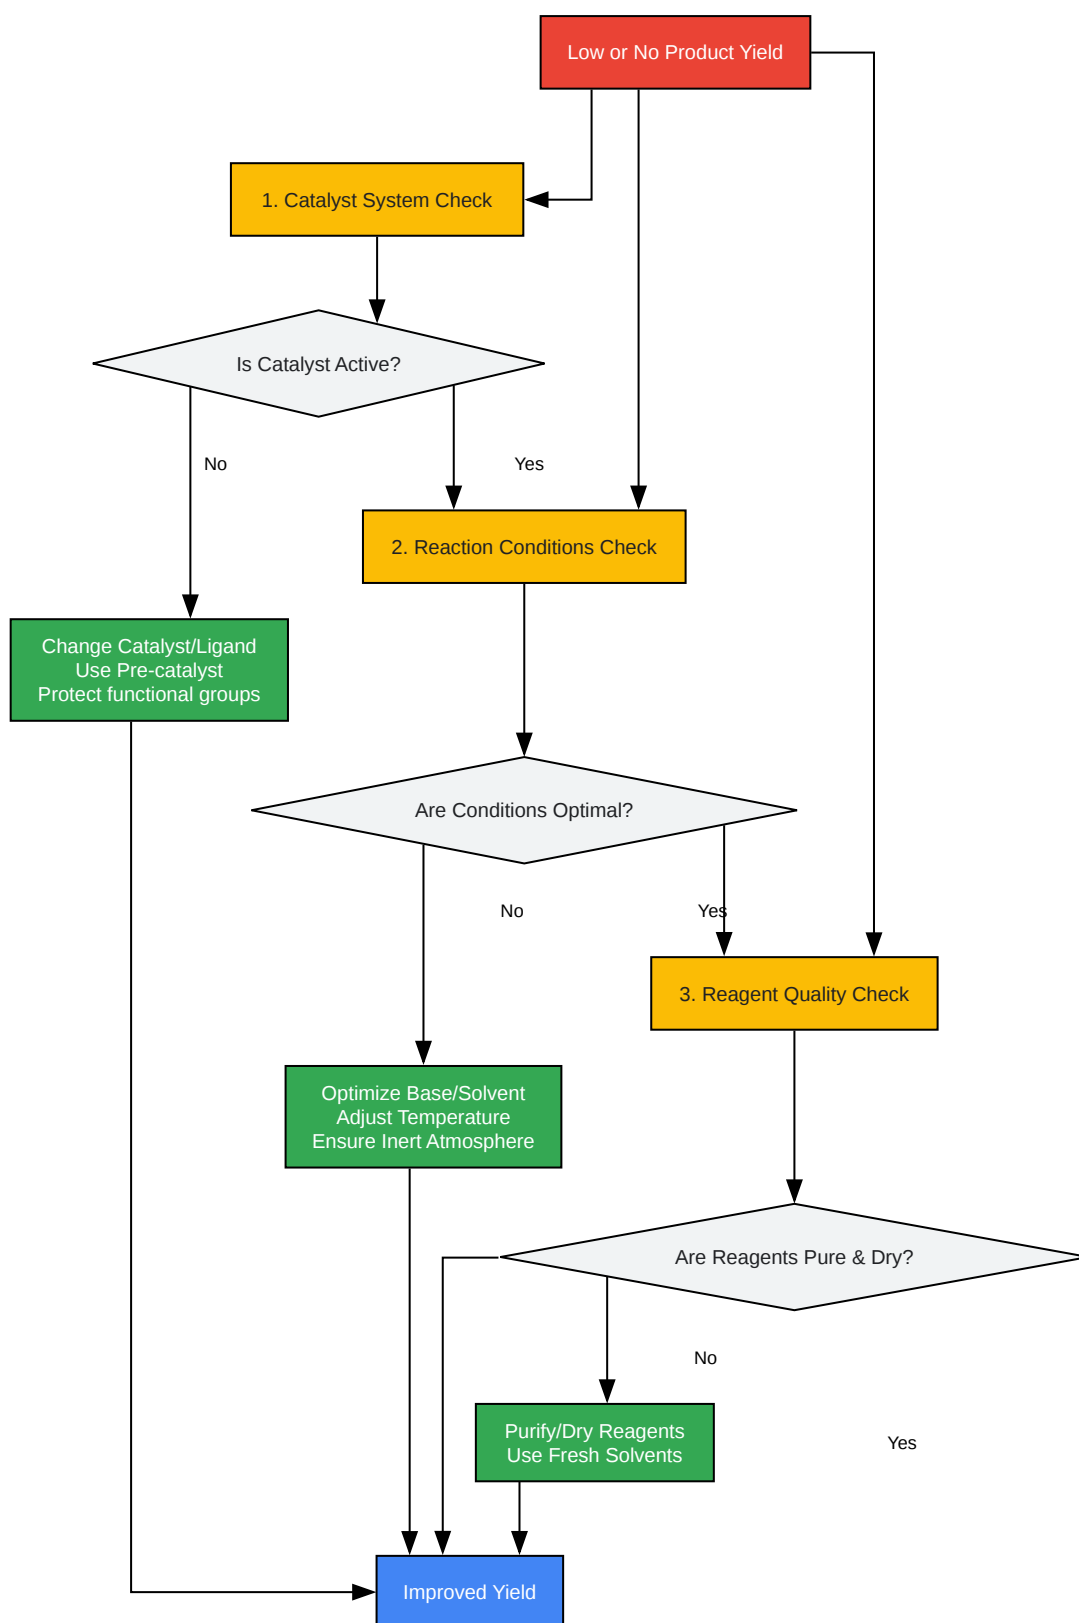 Low or No Product Yield
1. Catalyst System Check
Is Catalyst Active?
No
Yes
2. Reaction Conditions Check
Change Catalyst/Ligand
Use Pre-catalyst
Protect functional groups
Are Conditions Optimal?
No
Yes
3. Reagent Quality Check
Optimize Base/Solvent
Adjust Temperature
Ensure Inert Atmosphere
Are Reagents Pure & Dry?
No
Purify/Dry Reagents
Use Fresh Solvents
Yes
Improved Yield